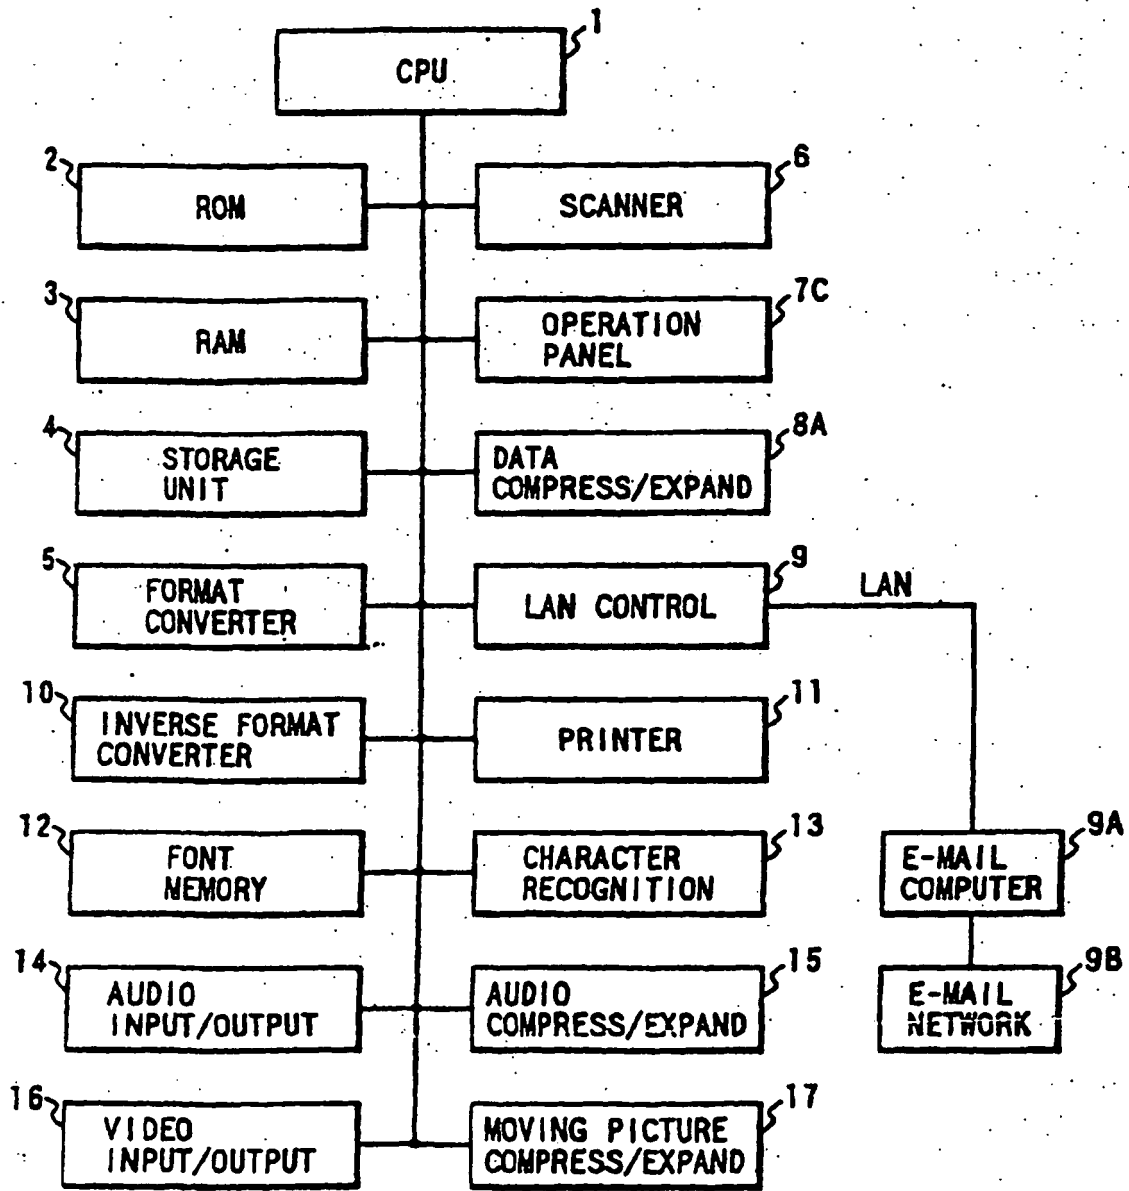 1
CPU
2
ROM
6
SCANNER
3
RAM
7C
OPERATION
PANEL
4
STORAGE
UNIT
8A
DATA
COMPRESS/EXPAND
5
FORMAT
CONVERTER
9
LAN CONTROL
LAN
10
INVERSE FORMAT
CONVERTER
11
PRINTER
12
FONT
MEMORY
13
CHARACTER
RECOGNITION
9A
E-MAIL
COMPUTER
14
AUDIO
INPUT/OUTPUT
15
AUDIO
COMPRESS/EXPAND
9B
E-MAIL
NETWORK
16
VIDEO
INPUT/OUTPUT
17
MOVING PICTURE
COMPRESS/EXPAND